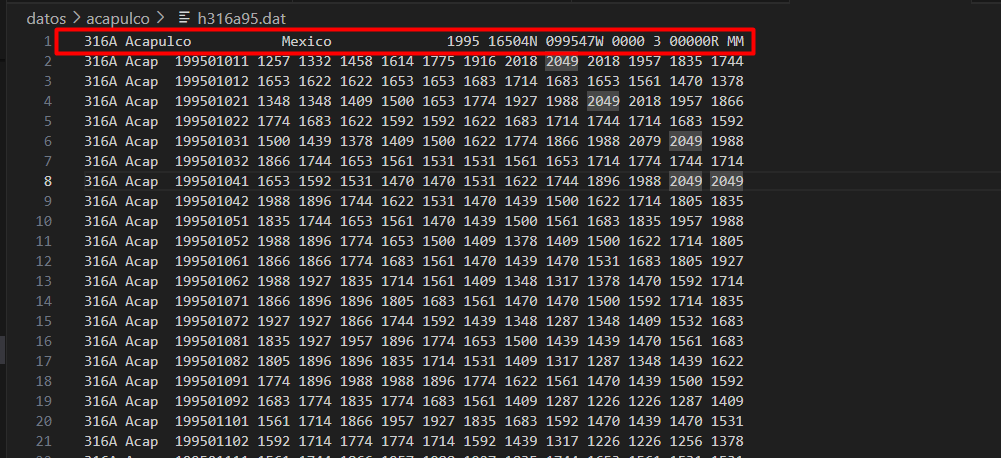 datos > acapulco > h316a95.dat
1 316A Acapulco Mexico 1995 16504N 099547W 0000 3 00000R MM
2 316A Acap 199501011 1257 1332 1458 1614 1775 1916 2018 2049 2018 1957 1835 1744
3 316A Acap 199501012 1653 1622 1622 1653 1653 1683 1714 1683 1653 1561 1470 1378
4 316A Acap 199501021 1348 1348 1409 1500 1653 1774 1927 1988 2049 2018 1957 1866
5 316A Acap 199501022 1774 1683 1622 1592 1592 1622 1683 1714 1744 1714 1683 1592
6 316A Acap 199501031 1500 1439 1378 1409 1500 1622 1774 1866 1988 2079 2049 1988
7 316A Acap 199501032 1866 1744 1653 1561 1531 1531 1561 1653 1714 1774 1744 1714
8 316A Acap 199501041 1653 1592 1531 1470 1470 1531 1622 1744 1896 1988 2049 2049
9 316A Acap 199501042 1988 1896 1744 1622 1531 1470 1439 1500 1622 1714 1805 1835
10 316A Acap 199501051 1835 1744 1653 1561 1470 1439 1500 1561 1683 1835 1957 1988
11 316A Acap 199501052 1988 1896 1774 1653 1500 1409 1378 1409 1500 1622 1714 1805
12 316A Acap 199501061 1866 1866 1774 1683 1561 1470 1439 1470 1531 1683 1805 1927
13 316A Acap 199501062 1988 1927 1835 1714 1561 1409 1348 1317 1378 1470 1592 1714
14 316A Acap 199501071 1866 1896 1896 1805 1683 1561 1470 1470 1500 1592 1714 1835
15 316A Acap 199501072 1927 1927 1866 1744 1592 1439 1348 1287 1348 1409 1532 1683
16 316A Acap 199501081 1835 1927 1957 1896 1774 1653 1500 1439 1439 1470 1561 1683
17 316A Acap 199501082 1805 1896 1896 1835 1714 1531 1409 1317 1287 1348 1439 1622
18 316A Acap 199501091 1774 1896 1988 1988 1896 1774 1622 1561 1470 1439 1500 1592
19 316A Acap 199501092 1683 1774 1835 1774 1683 1561 1409 1287 1226 1226 1287 1409
20 316A Acap 199501101 1561 1714 1866 1957 1927 1835 1683 1592 1470 1439 1470 1531
21 316A Acap 199501102 1592 1714 1774 1774 1714 1592 1439 1317 1226 1226 1256 1378